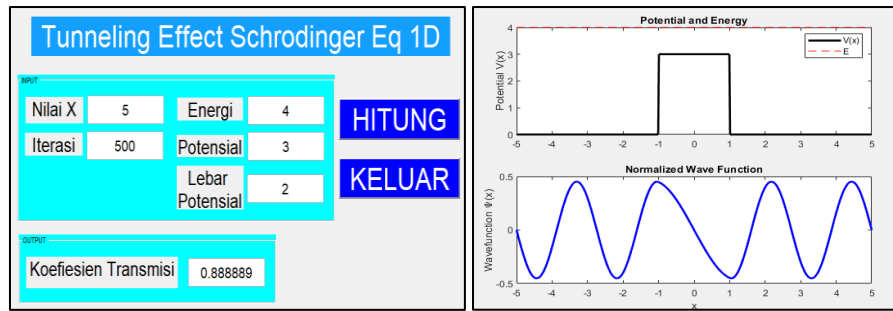 Tunneling Effect Schrodinger Eq 1D
INPUT
Nilai X 5 Energi 4
Iterasi 500 Potensial 3
Lebar
Potensial 2
HITUNG
KELUAR
OUTPUT
Koefiesien Transmisi 0.888889
Potential and Energy
Potential V(x)
4
3
2
1
0
V(x)
E
-5 -4 -3 -2 -1 0 1 2 3 4 5
Normalized Wave Function
Wavefunction Ψ(x)
0.5
0
-0.5
-5 -4 -3 -2 -1 0 1 2 3 4 5
x